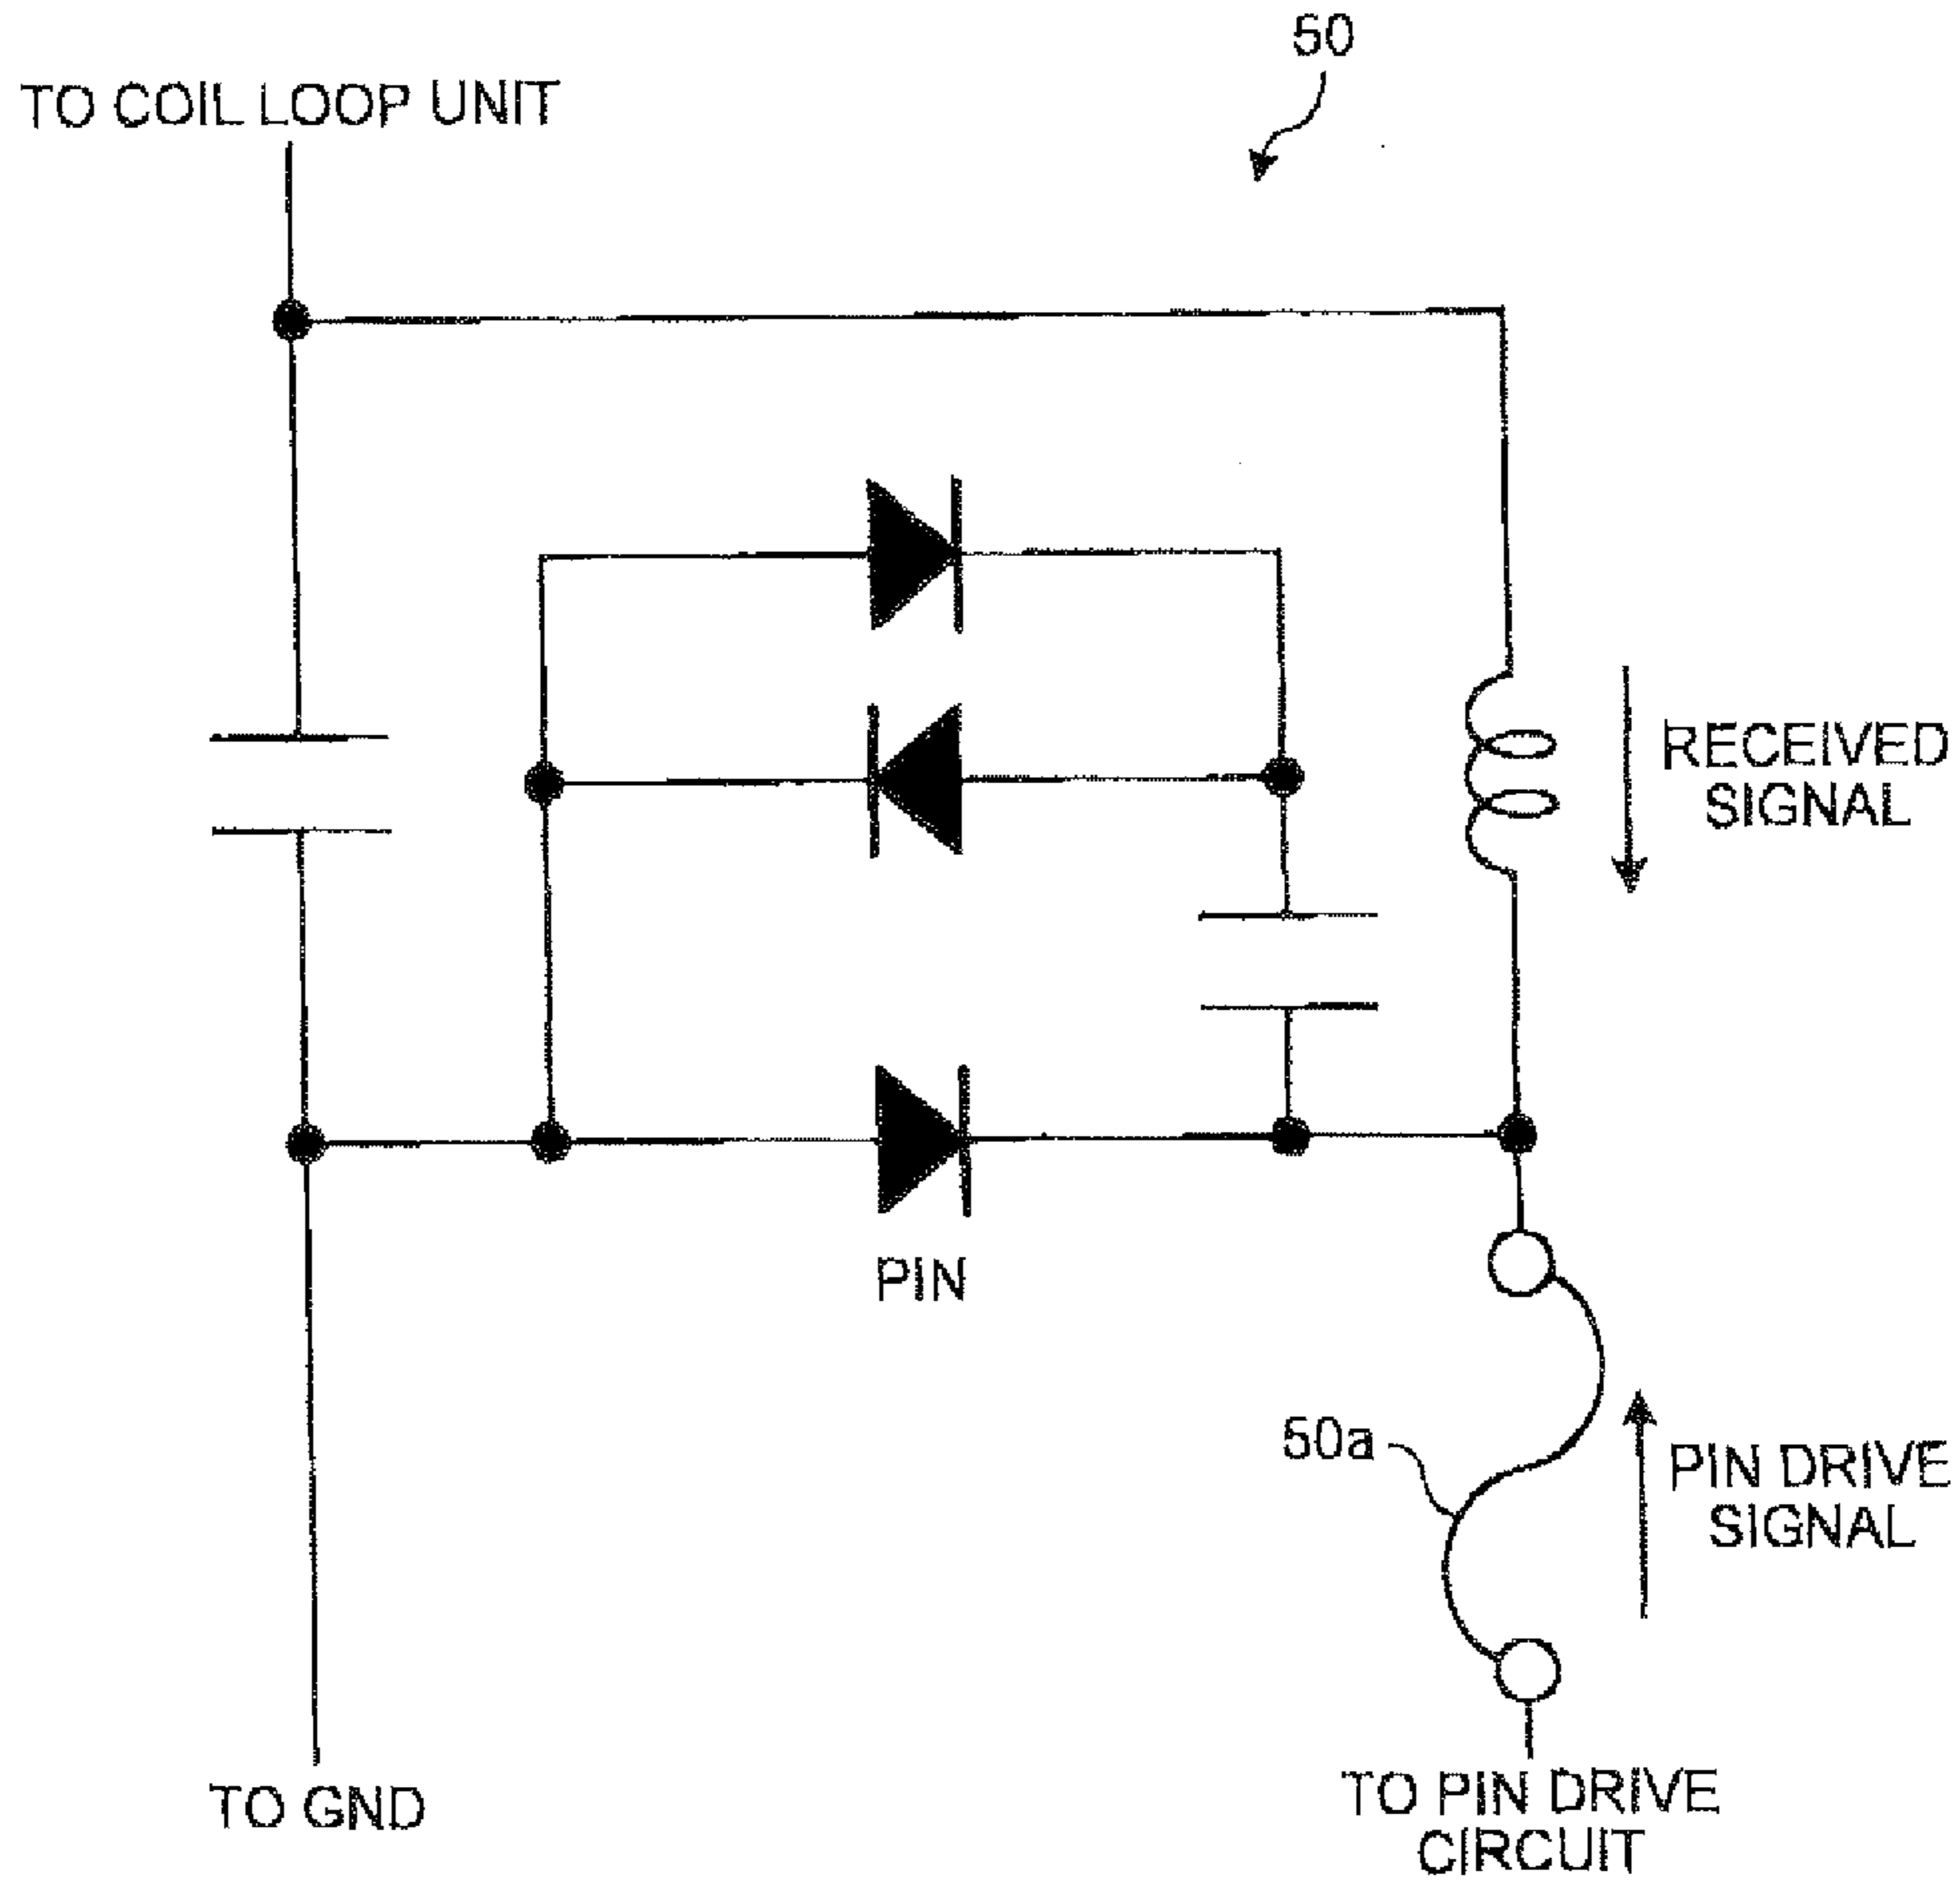 50
TO COIL LOOP UNIT
RECEIVED
SIGNAL
PIN
50a
PIN DRIVE
SIGNAL
TO GND
TO PIN DRIVE
CIRCUIT